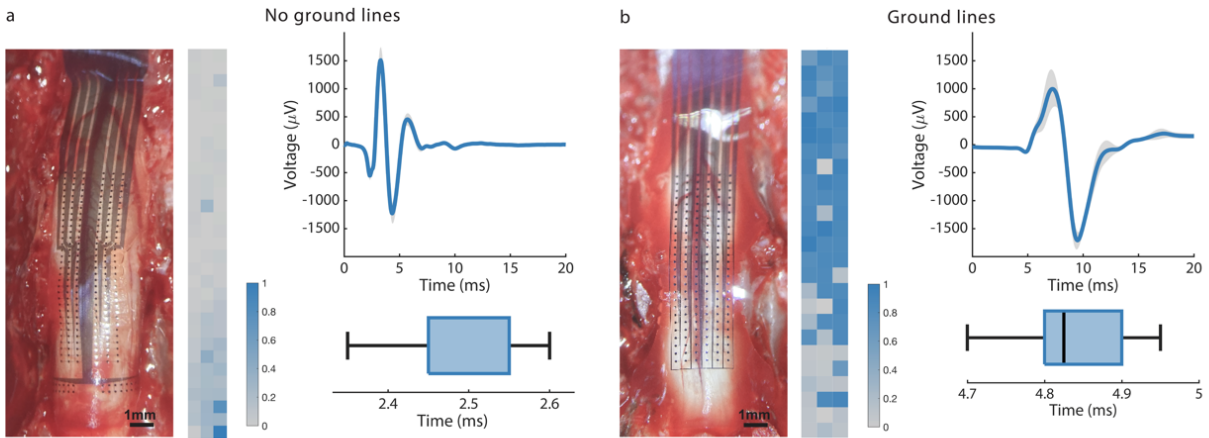 a
No ground lines
1500
1000
500
0
-500
-1000
-1500
Voltage (μV)
0 5 10 15 20
Time (ms)
1
0.8
0.6
0.4
0.2
0
2.4 2.5 2.6
Time (ms)
1mm
b
Ground lines
1500
1000
500
0
-500
-1000
-1500
Voltage (μV)
0 5 10 15 20
Time (ms)
1
0.8
0.6
0.4
0.2
0
4.7 4.8 4.9 5
Time (ms)
1mm